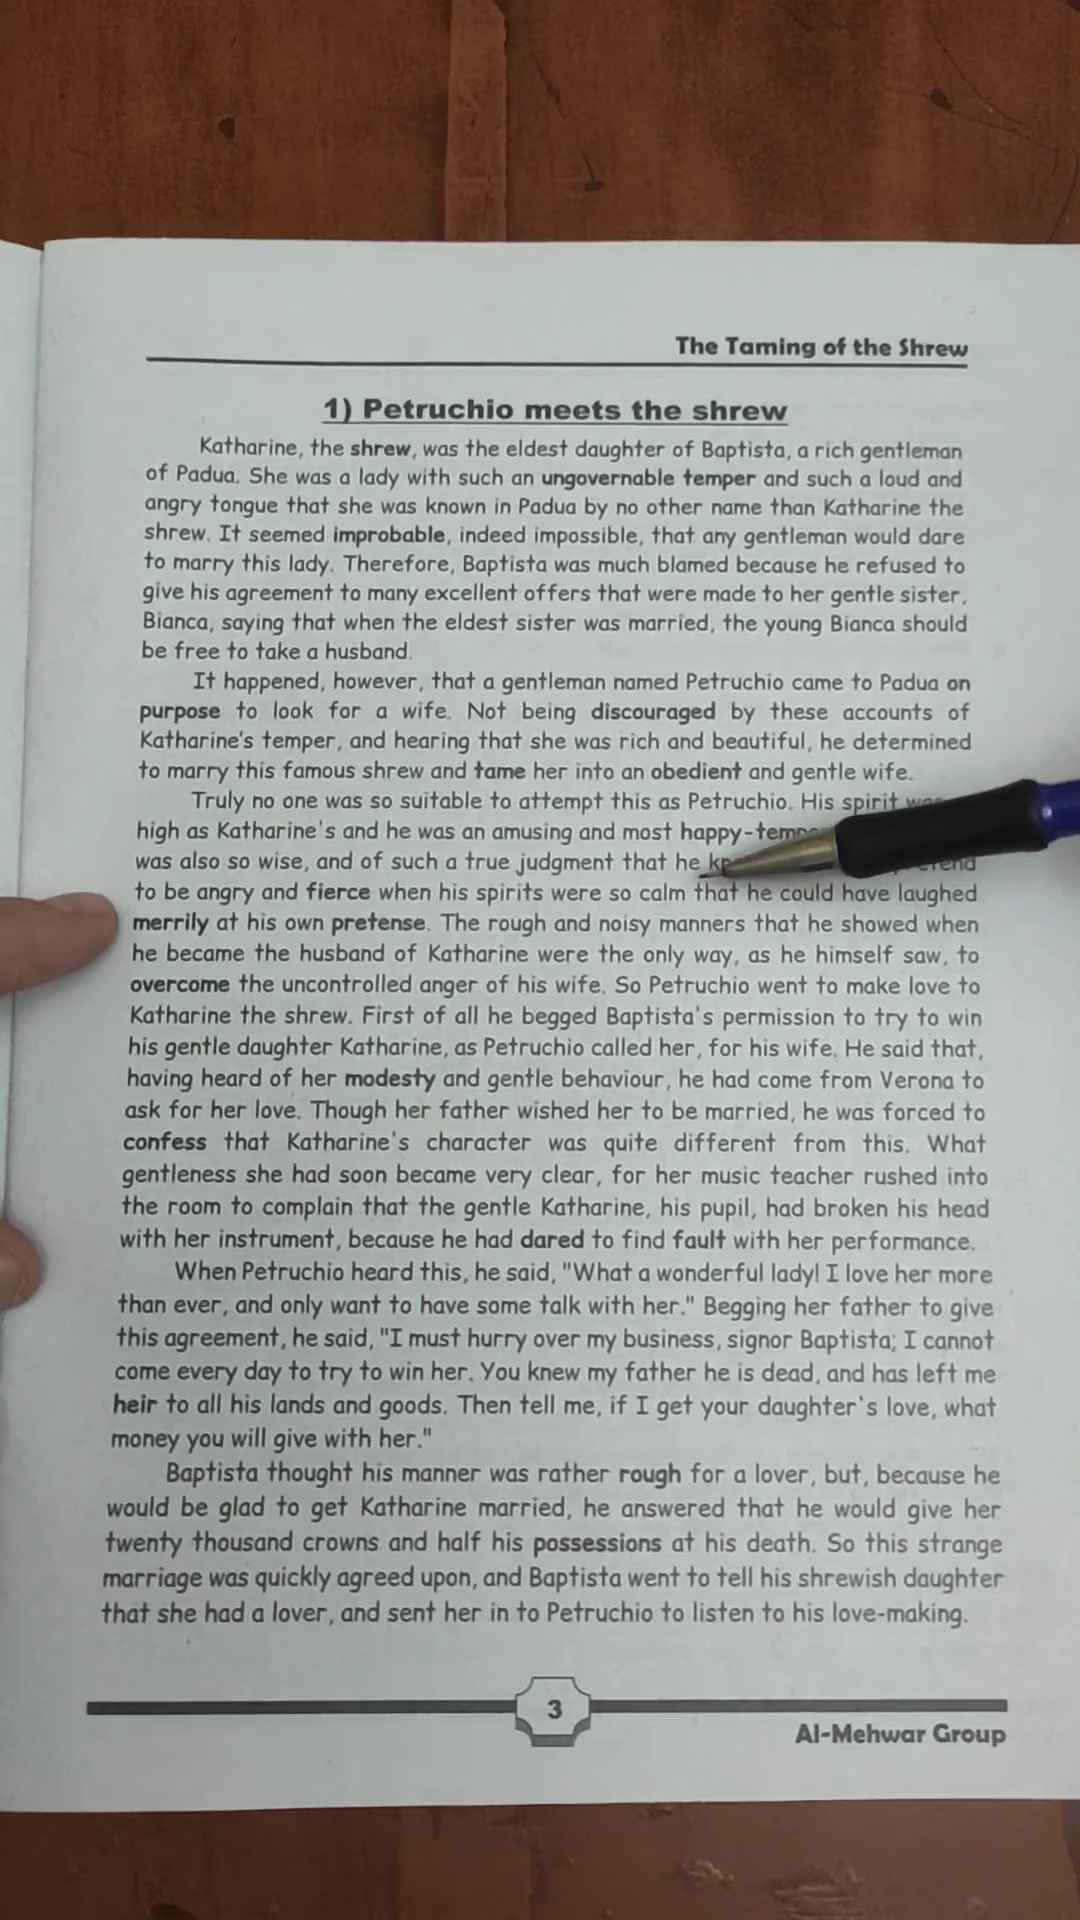 The Taming of the Shrew
1) Petruchio meets the shrew
Katharine, the shrew, was the eldest daughter of Baptista, a rich gentleman
of Padua. She was a lady with such an ungovernable temper and such a loud and
angry tongue that she was known in Padua by no other name than Katharine the
shrew. It seemed improbable, indeed impossible, that any gentleman would dare
to marry this lady. Therefore, Baptista was much blamed because he refused to
give his agreement to many excellent offers that were made to her gentle sister,
Bianca, saying that when the eldest sister was married, the young Bianca should
be free to take a husband.
It happened, however, that a gentleman named Petruchio came to Padua on
purpose to look for a wife. Not being discouraged by these accounts of
Katharine's temper, and hearing that she was rich and beautiful, he determined
to marry this famous shrew and tame her into an obedient and gentle wife.
Truly no one was so suitable to attempt this as Petruchio. His spirit
high as Katharine's and he was an amusing and most
was also so wise, and of such a true judgment that he
to be angry and fierce when his spirits were so calm that he could have laughed
merrily at his own pretense. The rough and noisy manners that he showed when
he became the husband of Katharine were the only way, as he himself saw, to
overcome the uncontrolled anger of his wife. So Petruchio went to make love to
Katharine the shrew. First of all he begged Baptista's permission to try to win
his gentle daughter Katharine, as Petruchio called her, for his wife. He said that,
having heard of her modesty and gentle behaviour, he had come from Verona to
ask for her love. Though her father wished her to be married, he was forced to
confess that Katharine's character was quite different from this. What
gentleness she had soon became very clear, for her music teacher rushed into
the room to complain that the gentle Katharine, his pupil, had broken his head
with her instrument, because he had dared to find fault with her performance.
When Petruchio heard this, he said, "What a wonderful lady! I love her more
than ever, and only want to have some talk with her." Begging her father to give
this agreement, he said, "I must hurry over my business, signor Baptista; I cannot
come every day to try to win her. You knew my father he is dead, and has left me
heir to all his lands and goods. Then tell me, if I get your daughter's love, what
money you will give with her."
Baptista thought his manner was rather rough for a lover, but, because he
would be glad to get Katharine married, he answered that he would give her
twenty thousand crowns and half his possessions at his death. So this strange
marriage was quickly agreed upon, and Baptista went to tell his shrewish daughter
that she had a lover, and sent her in to Petruchio to listen to his love-making.
3
Al-Mehwar Group